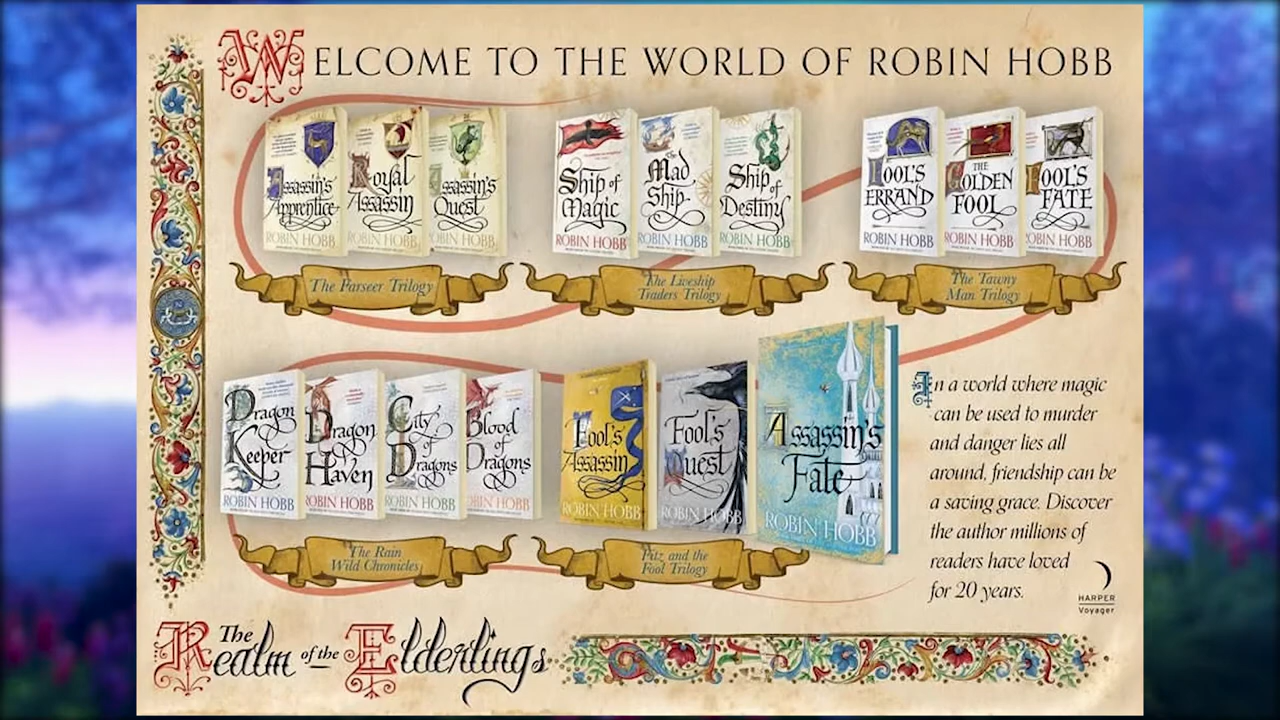 WELCOME TO THE WORLD OF ROBIN HOBB
Assassin's
Apprentice
ROBIN HOBB
Royal
Assassin
ROBIN HOBB
Assassin's
Quest
ROBIN HOBB
Ship of
Magic
ROBIN HOBB
Mad
Ship
ROBIN HOBB
Ship of
Destiny
ROBIN HOBB
FOOL'S
ERRAND
ROBIN HOBB
THE
GOLDEN
FOOL
ROBIN HOBB
FOOL'S
FATE
ROBIN HOBB
The Farseer Trilogy
The Liveship
Traders Trilogy
The Tawny
Man Trilogy
Dragon
Keeper
ROBIN HOBB
Dragon
Haven
ROBIN HOBB
City
of
Dragons
ROBIN HOBB
Blood
of
Dragons
ROBIN HOBB
Fool's
Assassin
ROBIN HOBB
Fool's
Quest
ROBIN HOBB
Assassin's
Fate
ROBIN HOBB
The Rain
Wild Chronicles
Fitz and the
Fool Trilogy
In a world where magic
can be used to murder
and danger lies all
around, friendship can be
a saving grace. Discover
the author millions of
readers have loved
for 20 years.
HARPER
Voyager
The
Realm of the Elderlings